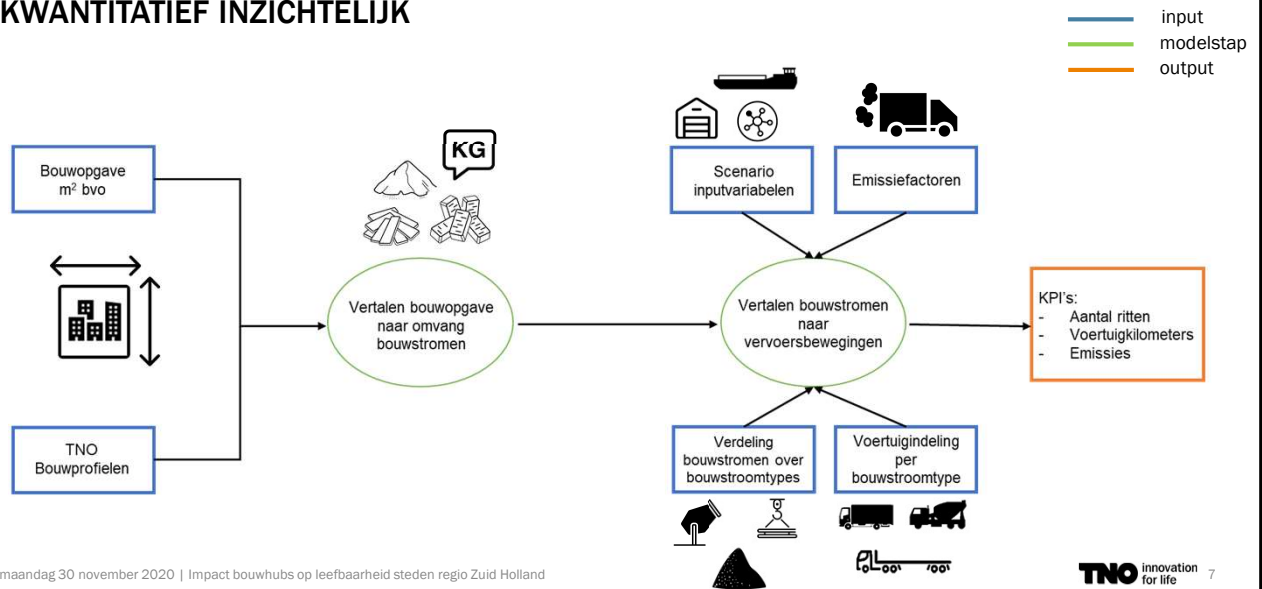 KWANTITATIEF INZICHTELIJK
input
modelstap
output
Bouwopgave
m² bvo
KG
Scenario
inputvariabelen
Emissiefactoren
Vertalen bouwopgave
naar omvang
bouwstromen
Vertalen bouwstromen
naar
vervoersbewegingen
KPI's:
- Aantal ritten
- Voertuigkilometers
- Emissies
TNO
Bouwprofielen
Verdeling
bouwstromen over
bouwstroomtypes
Voertuigindeling
per
bouwstroomtype
maandag 30 november 2020 | Impact bouwhubs op leefbaarheid steden regio Zuid Holland
TNO innovation
for life
7